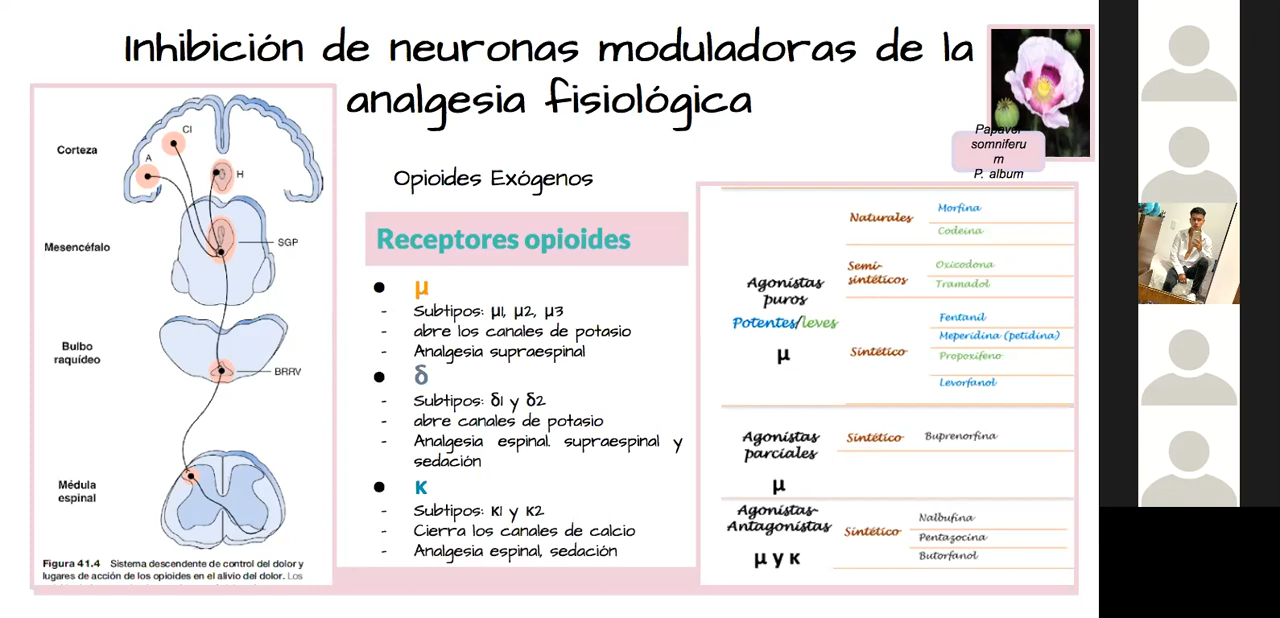 Inhibición de neuronas moduladoras de la
analgesia fisiológica
Papaver
somniferu
m
P. album
Corteza
CI
A
H
Mesencéfalo
SGP
Bulbo
raquídeo
BRRV
Médula
espinal
Figura 41.4 Sistema descendente de control del dolor y
lugares de acción de los opioides en el alivio del dolor. Los
Opioides Exógenos
Receptores opioides
● μ
- Subtipos: μ1, μ2, μ3
- abre los canales de potasio
- Analgesia supraespinal
● δ
- Subtipos: δ1 y δ2
- abre canales de potasio
- Analgesia espinal. supraespinal y
sedación
● κ
- Subtipos: κ1 y κ2
- Cierra los canales de calcio
- Analgesia espinal, sedación
Agonistas
puros
Potentes/leves
μ
Naturales
Morfina
Codeina
Semi-
sintéticos
Oxicodona
Tramadol
Sintético
Fentanil
Meperidina (petidina)
Propoxifeno
Levorfanol
Agonistas
parciales
μ
Sintético
Buprenorfina
Agonistas-
Antagonistas
μ y κ
Sintético
Nalbufina
Pentazocina
Butorfanol